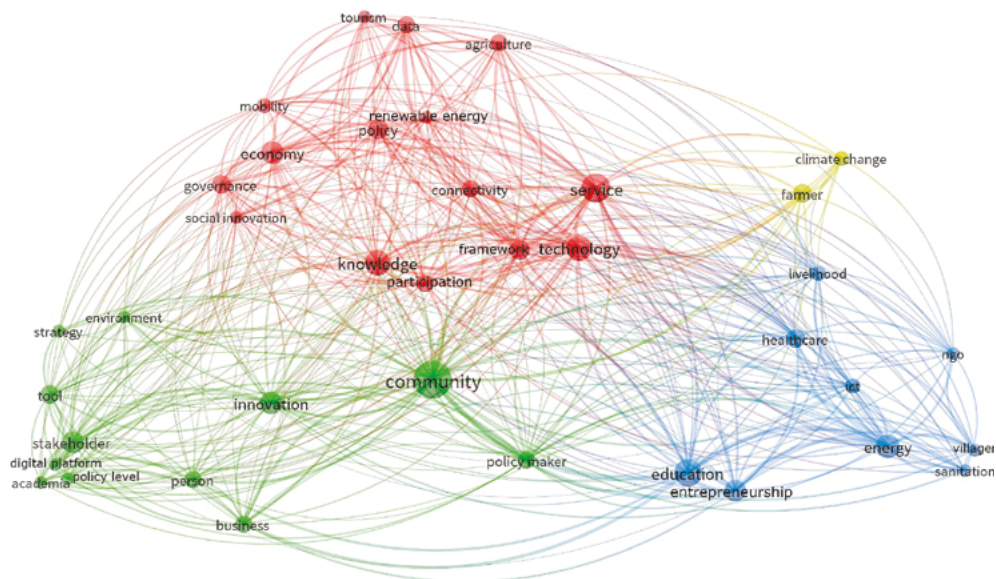 tourism
data
agriculture
mobility
renewable energy
policy
economy
climate change
governance
connectivity
service
farmer
social innovation
framework
technology
knowledge
participation
livelihood
environment
strategy
healthcare
ngo
community
tool
innovation
ict
stakeholder
energy
villager
digital platform
policy maker
sanitation
academia
policy level
person
education
entrepreneurship
business